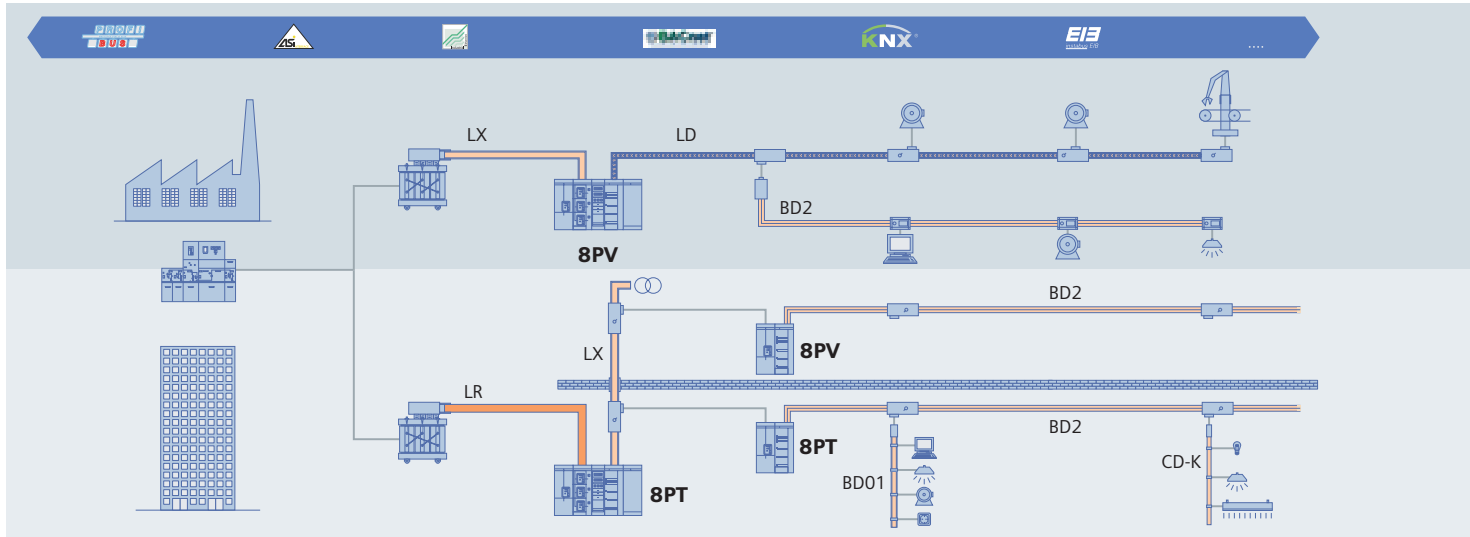 PROFI
BUS
ASi
KNX®
EIB
instabus EIB
....
LX
LD
BD2
8PV
BD2
LX
8PV
LR
BD2
8PT
8PT
BD01
CD-K